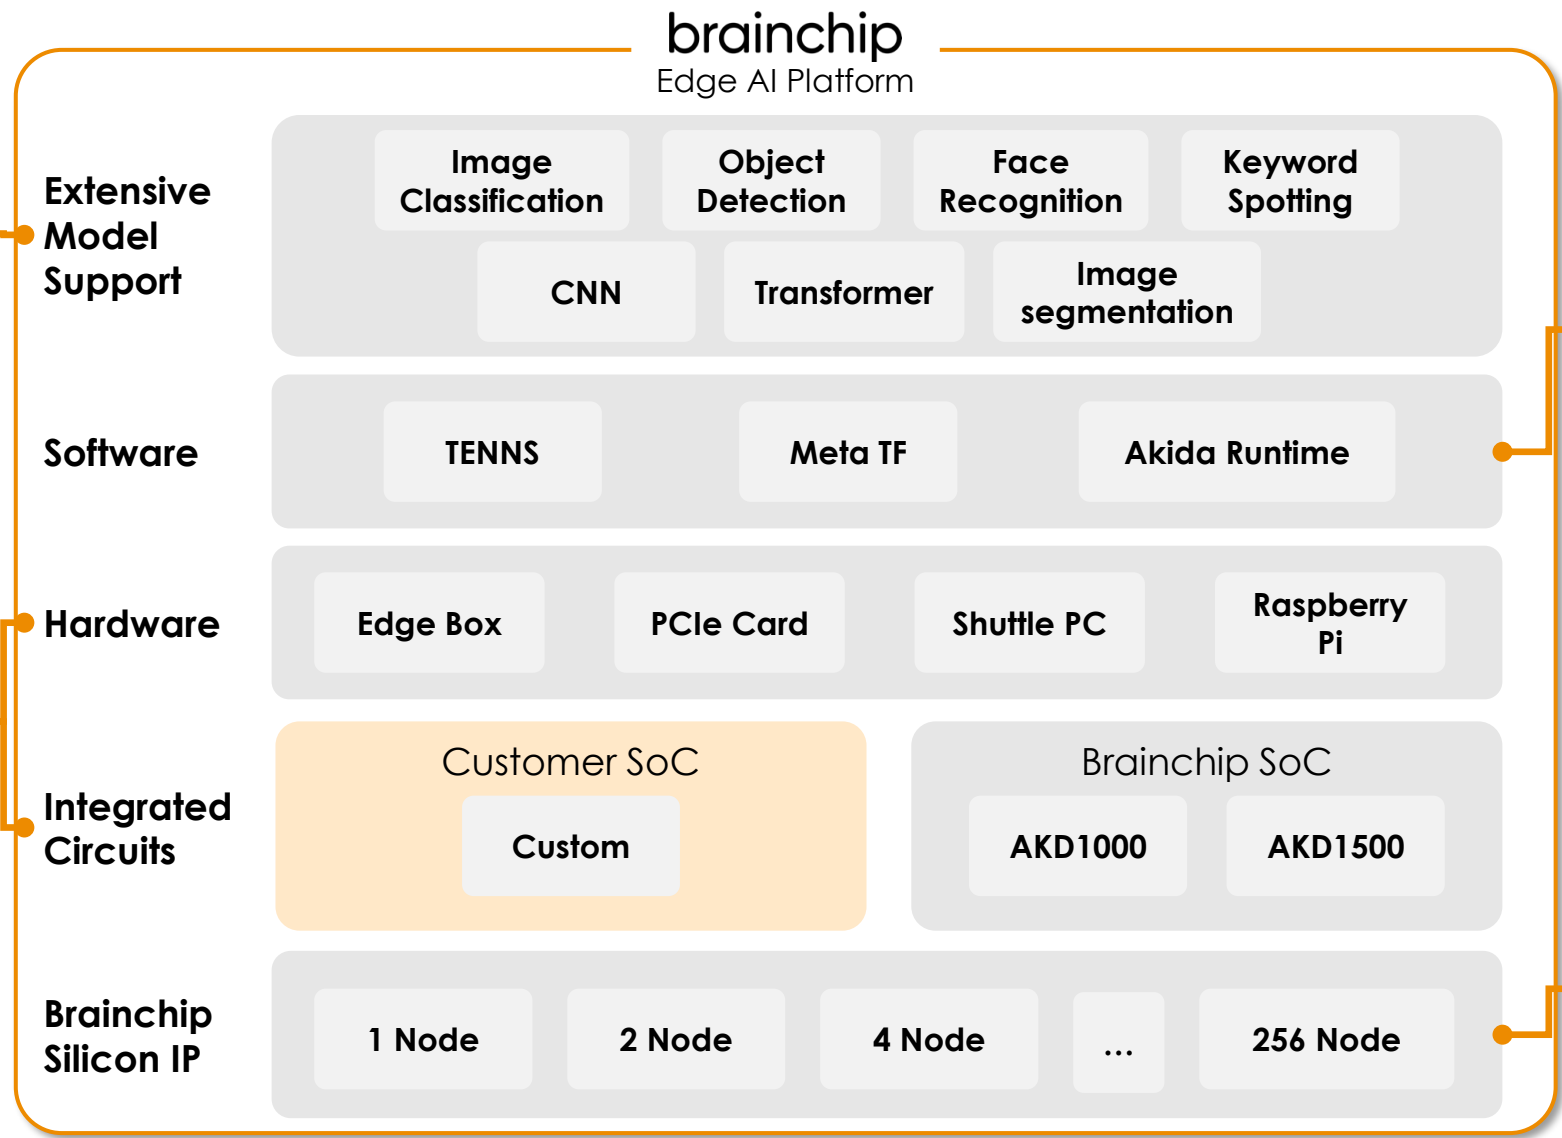 brainchip
Edge AI Platform
Extensive
Model
Support
Image
Classification
Object
Detection
Face
Recognition
Keyword
Spotting
CNN
Transformer
Image
segmentation
Software
TENNS
Meta TF
Akida Runtime
Hardware
Edge Box
PCIe Card
Shuttle PC
Raspberry
Pi
Integrated
Circuits
Customer SoC
Custom
Brainchip SoC
AKD1000
AKD1500
Brainchip
Silicon IP
1 Node
2 Node
4 Node
...
256 Node